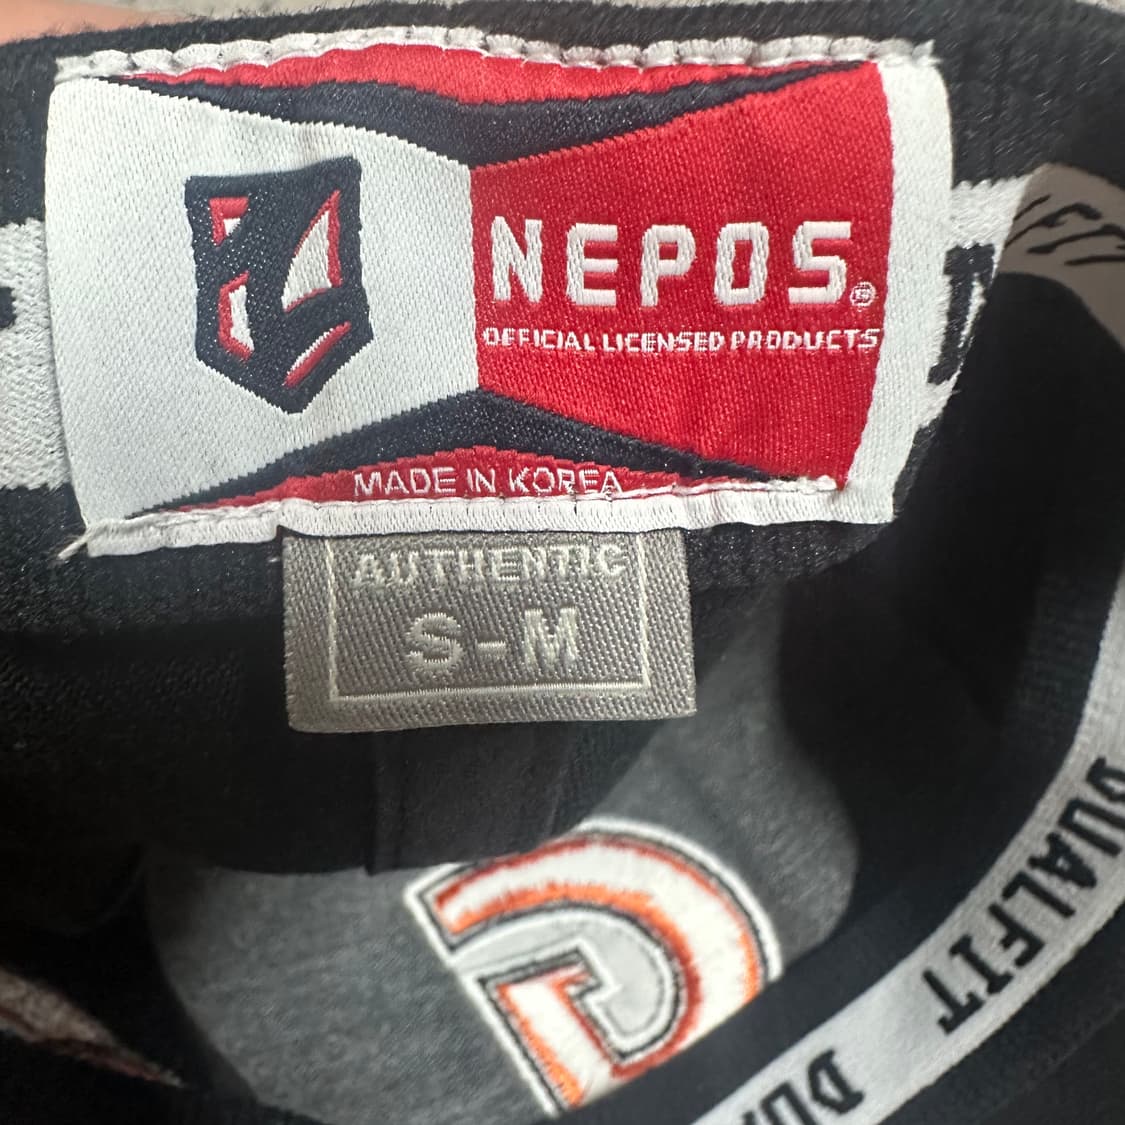 NEPOS®
OFFICIAL LICENSED PRODUCTS
MADE IN KOREA
AUTHENTIC
S-M
DUALFIT